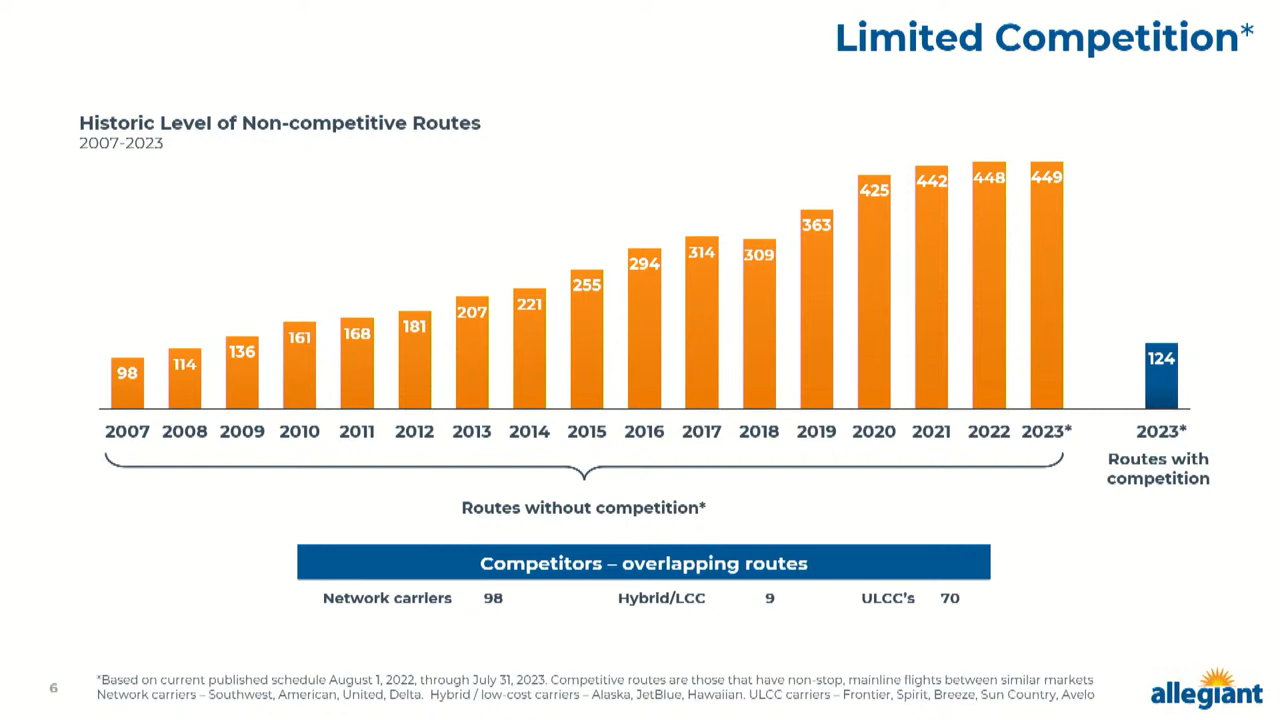 Limited Competition*
Historic Level of Non-competitive Routes
2007-2023
98 114 136 161 168 181 207 221 255 294 314 309 363 425 442 448 449 124
2007 2008 2009 2010 2011 2012 2013 2014 2015 2016 2017 2018 2019 2020 2021 2022 2023* 2023*
Routes with
competition
Routes without competition*
Competitors – overlapping routes
Network carriers 98 Hybrid/LCC 9 ULCC’s 70
*Based on current published schedule August 1, 2022, through July 31, 2023. Competitive routes are those that have non-stop, mainline flights between similar markets
Network carriers – Southwest, American, United, Delta. Hybrid / low-cost carriers – Alaska, JetBlue, Hawaiian. ULCC carriers – Frontier, Spirit, Breeze, Sun Country, Avelo
6
allegiant